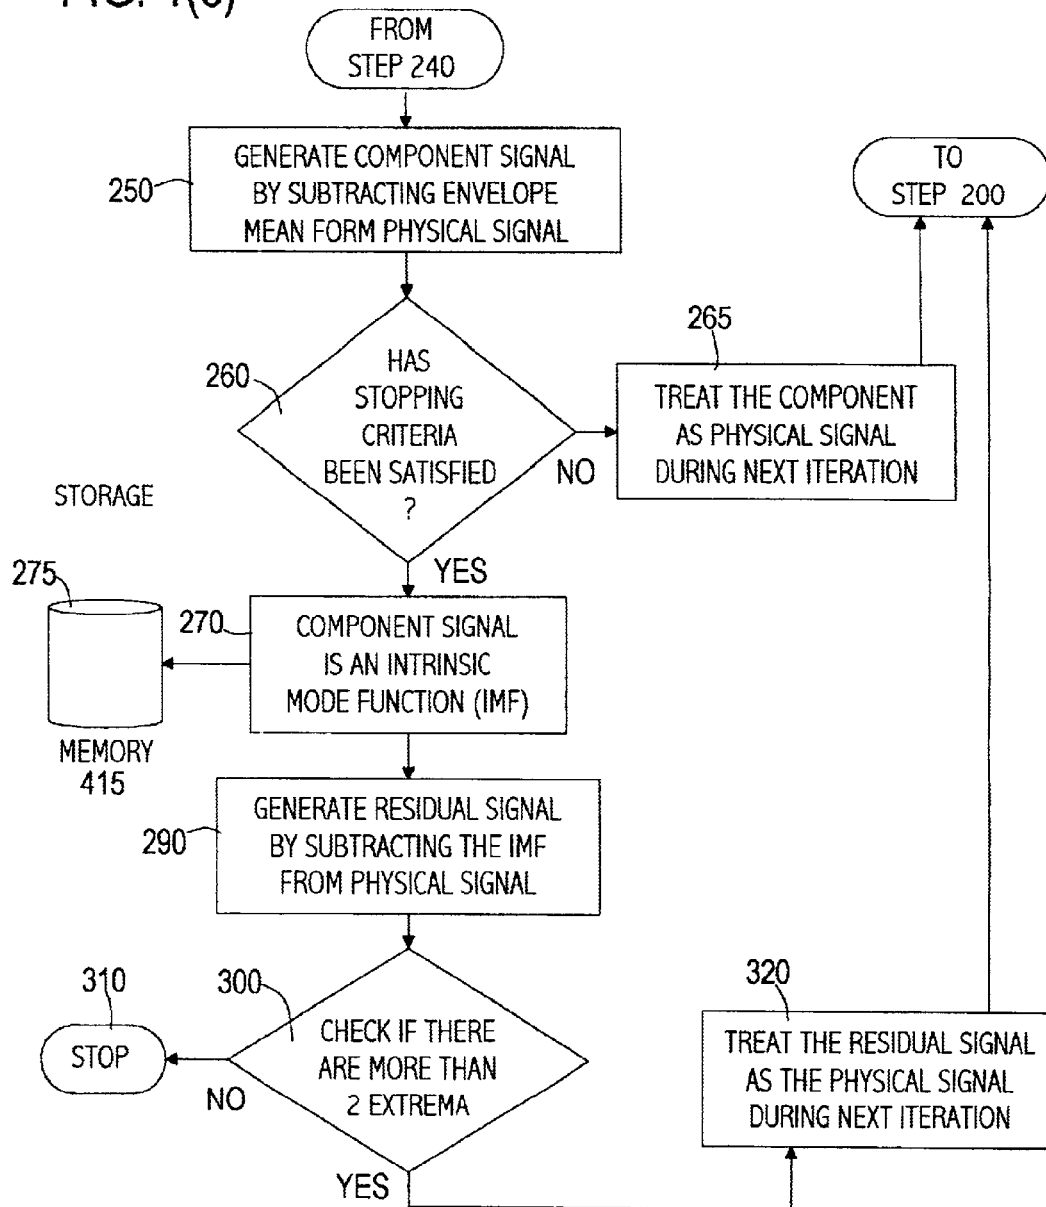 FIG. 1(c)
FROM
STEP 240
GENERATE COMPONENT SIGNAL
BY SUBTRACTING ENVELOPE
MEAN FORM PHYSICAL SIGNAL
250
TO
STEP 200
HAS
STOPPING
CRITERIA
BEEN SATISFIED
?
260
NO
265
TREAT THE COMPONENT
AS PHYSICAL SIGNAL
DURING NEXT ITERATION
YES
STORAGE
275
MEMORY
415
270
COMPONENT SIGNAL
IS AN INTRINSIC
MODE FUNCTION (IMF)
GENERATE RESIDUAL SIGNAL
BY SUBTRACTING THE IMF
FROM PHYSICAL SIGNAL
290
310
STOP
NO
300
CHECK IF THERE
ARE MORE THAN
2 EXTREMA
YES
320
TREAT THE RESIDUAL SIGNAL
AS THE PHYSICAL SIGNAL
DURING NEXT ITERATION